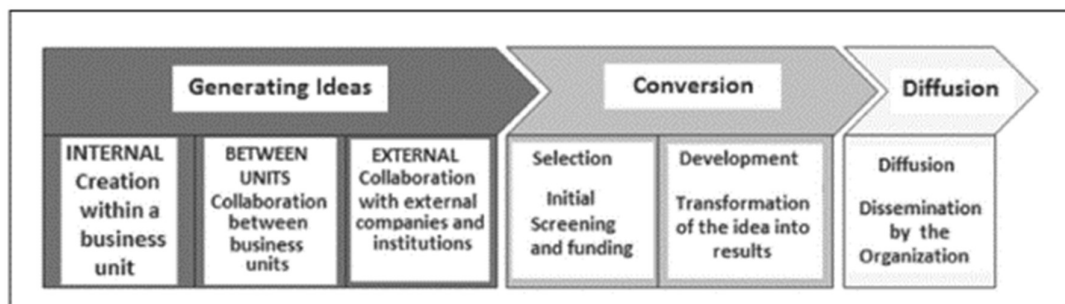 Generating Ideas
Conversion
Diffusion
INTERNAL
Creation
within a
business
unit
BETWEEN
UNITS
Collaboration
between
business
units
EXTERNAL
Collaboration
with external
companies and
institutions
Selection
Initial
Screening
and funding
Development
Transformation
of the idea into
results
Diffusion
Dissemination
by the
Organization